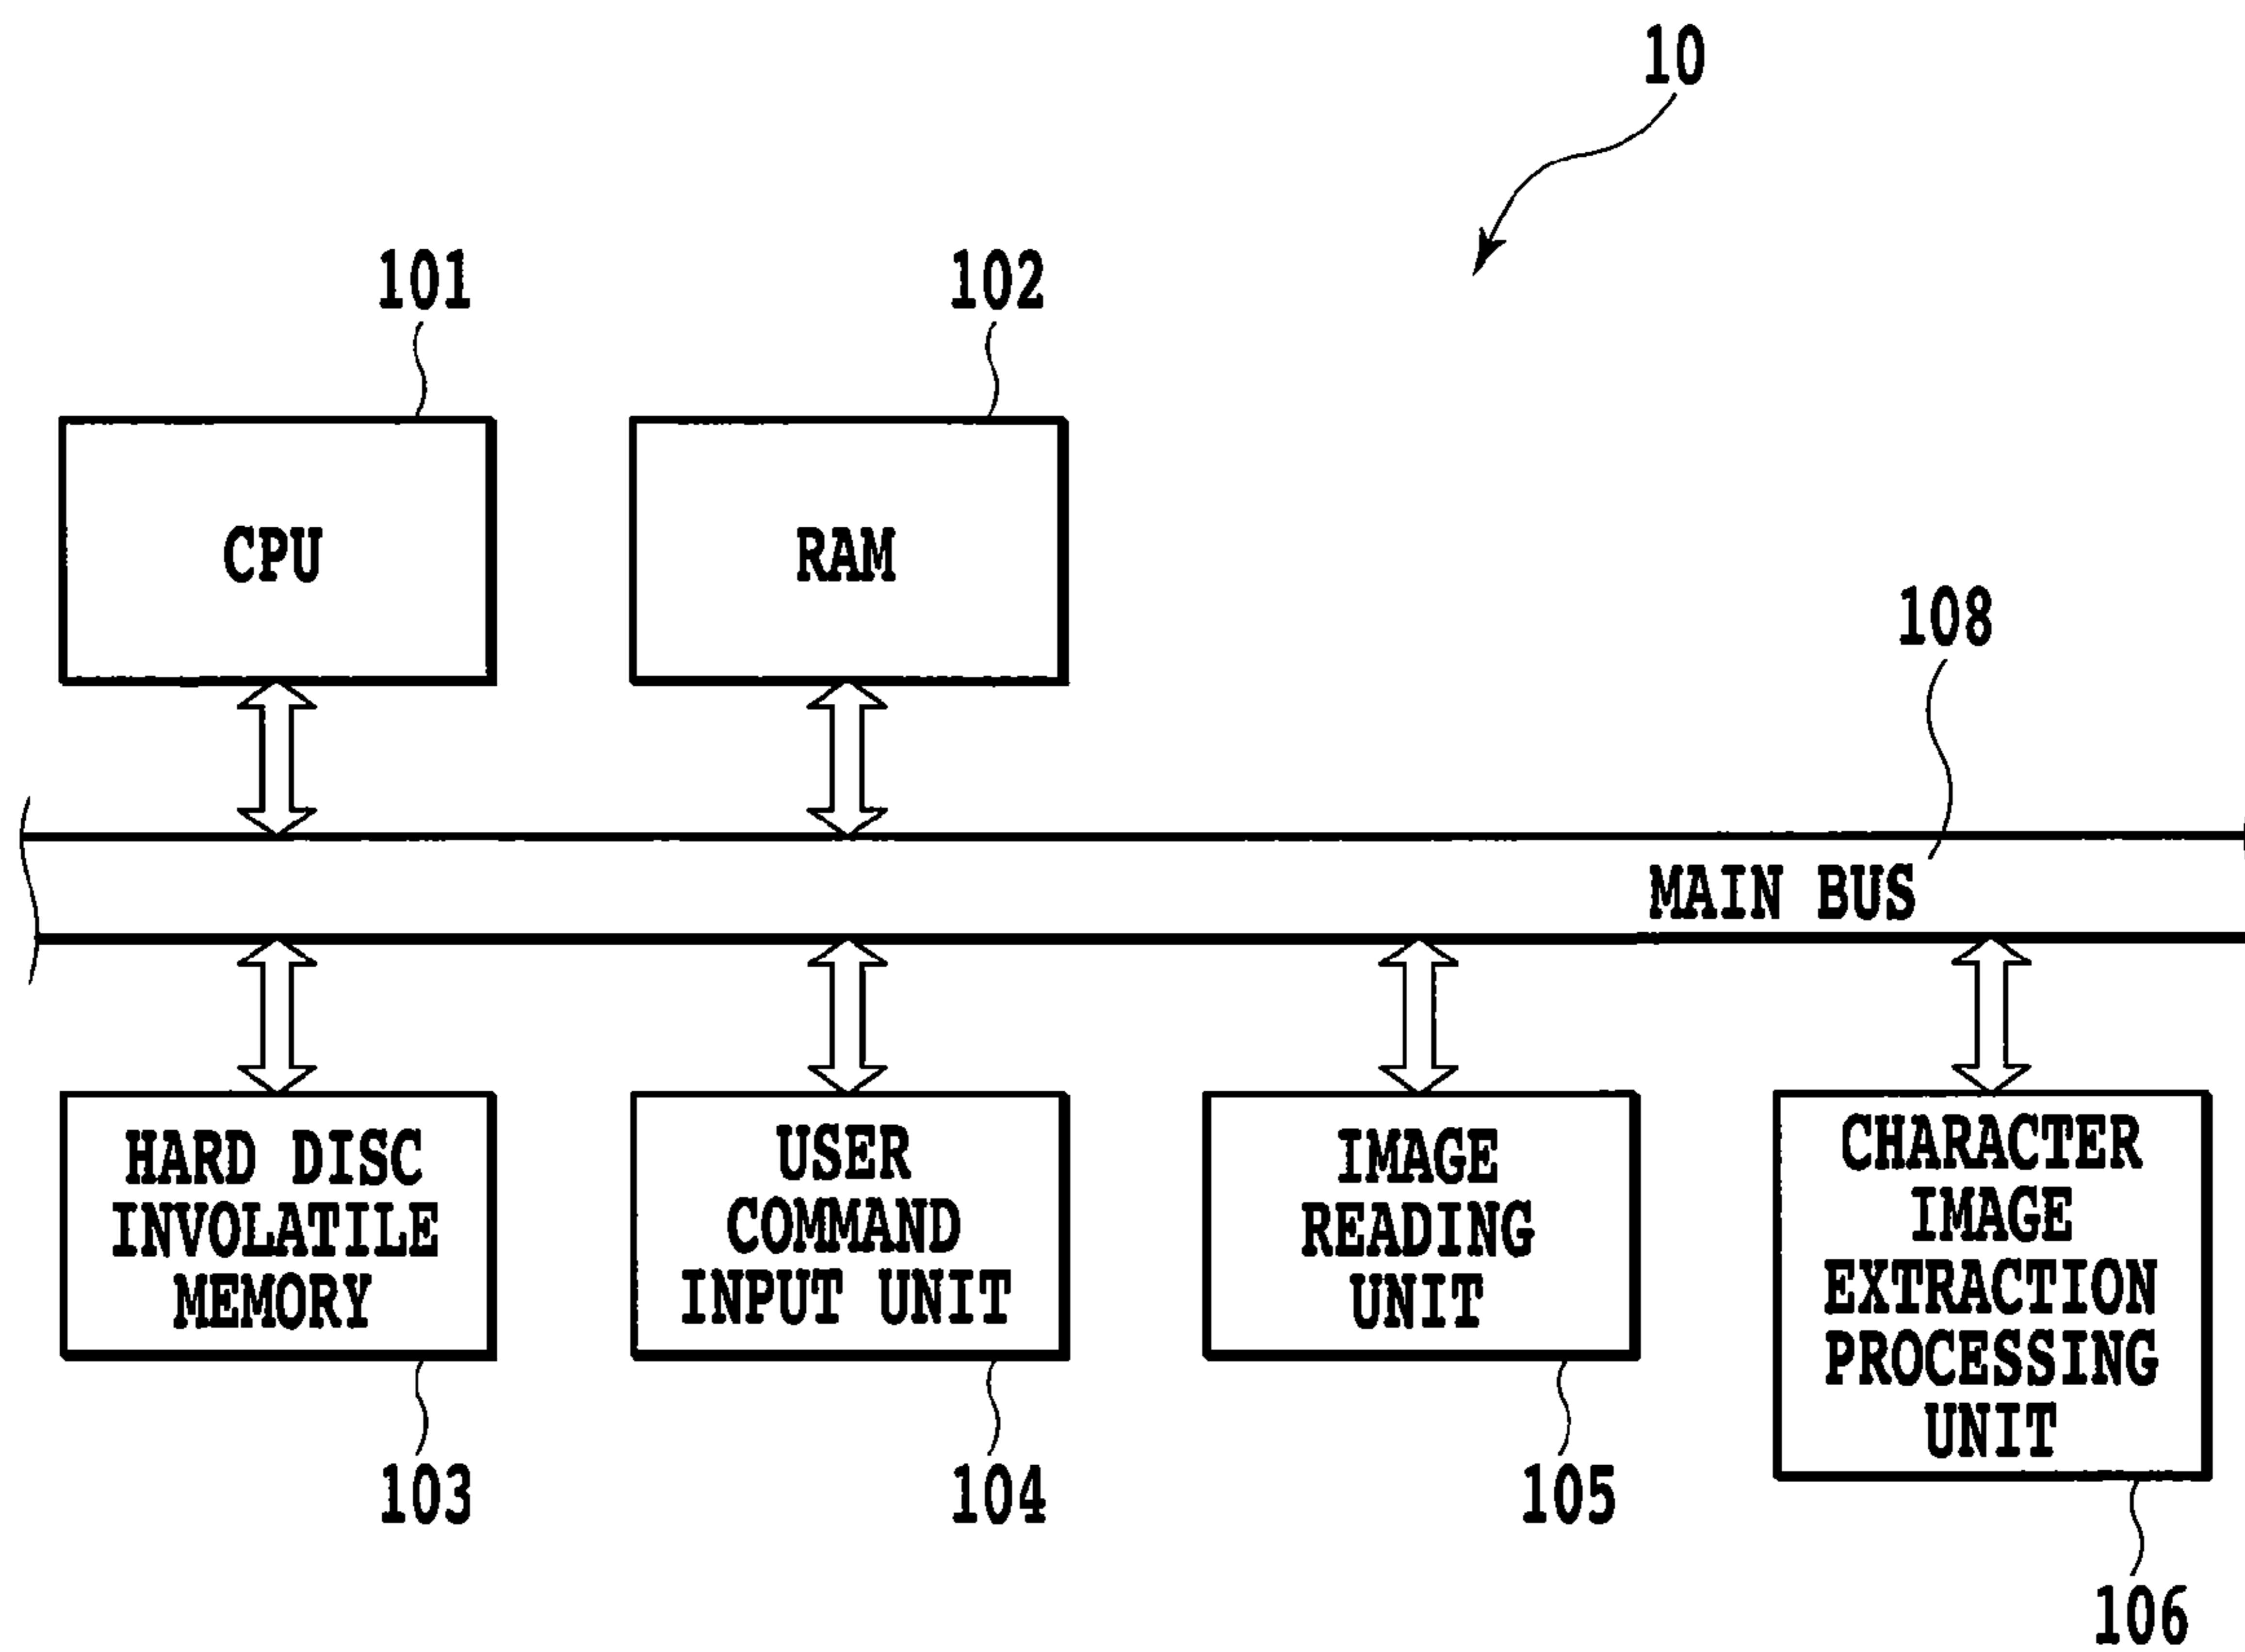 10
101
102
CPU
RAM
108
MAIN BUS
HARD DISC
INVOLATILE
MEMORY
USER
COMMAND
INPUT UNIT
IMAGE
READING
UNIT
CHARACTER
IMAGE
EXTRACTION
PROCESSING
UNIT
103
104
105
106